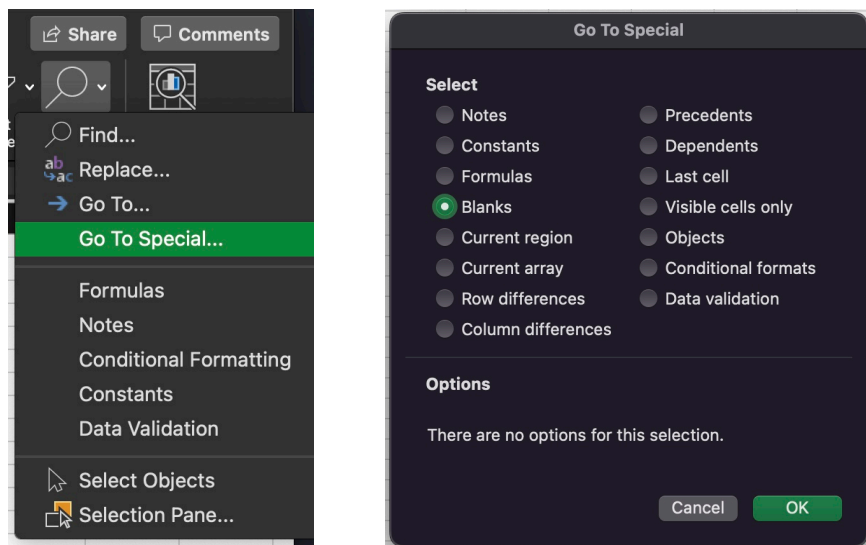 Share Comments
Find...
ab
ac Replace...
Go To...
Go To Special...
Formulas
Notes
Conditional Formatting
Constants
Data Validation
Select Objects
Selection Pane...
Go To Special
Select
Notes
Constants
Formulas
Blanks
Current region
Current array
Row differences
Column differences
Precedents
Dependents
Last cell
Visible cells only
Objects
Conditional formats
Data validation
Options
There are no options for this selection.
Cancel OK